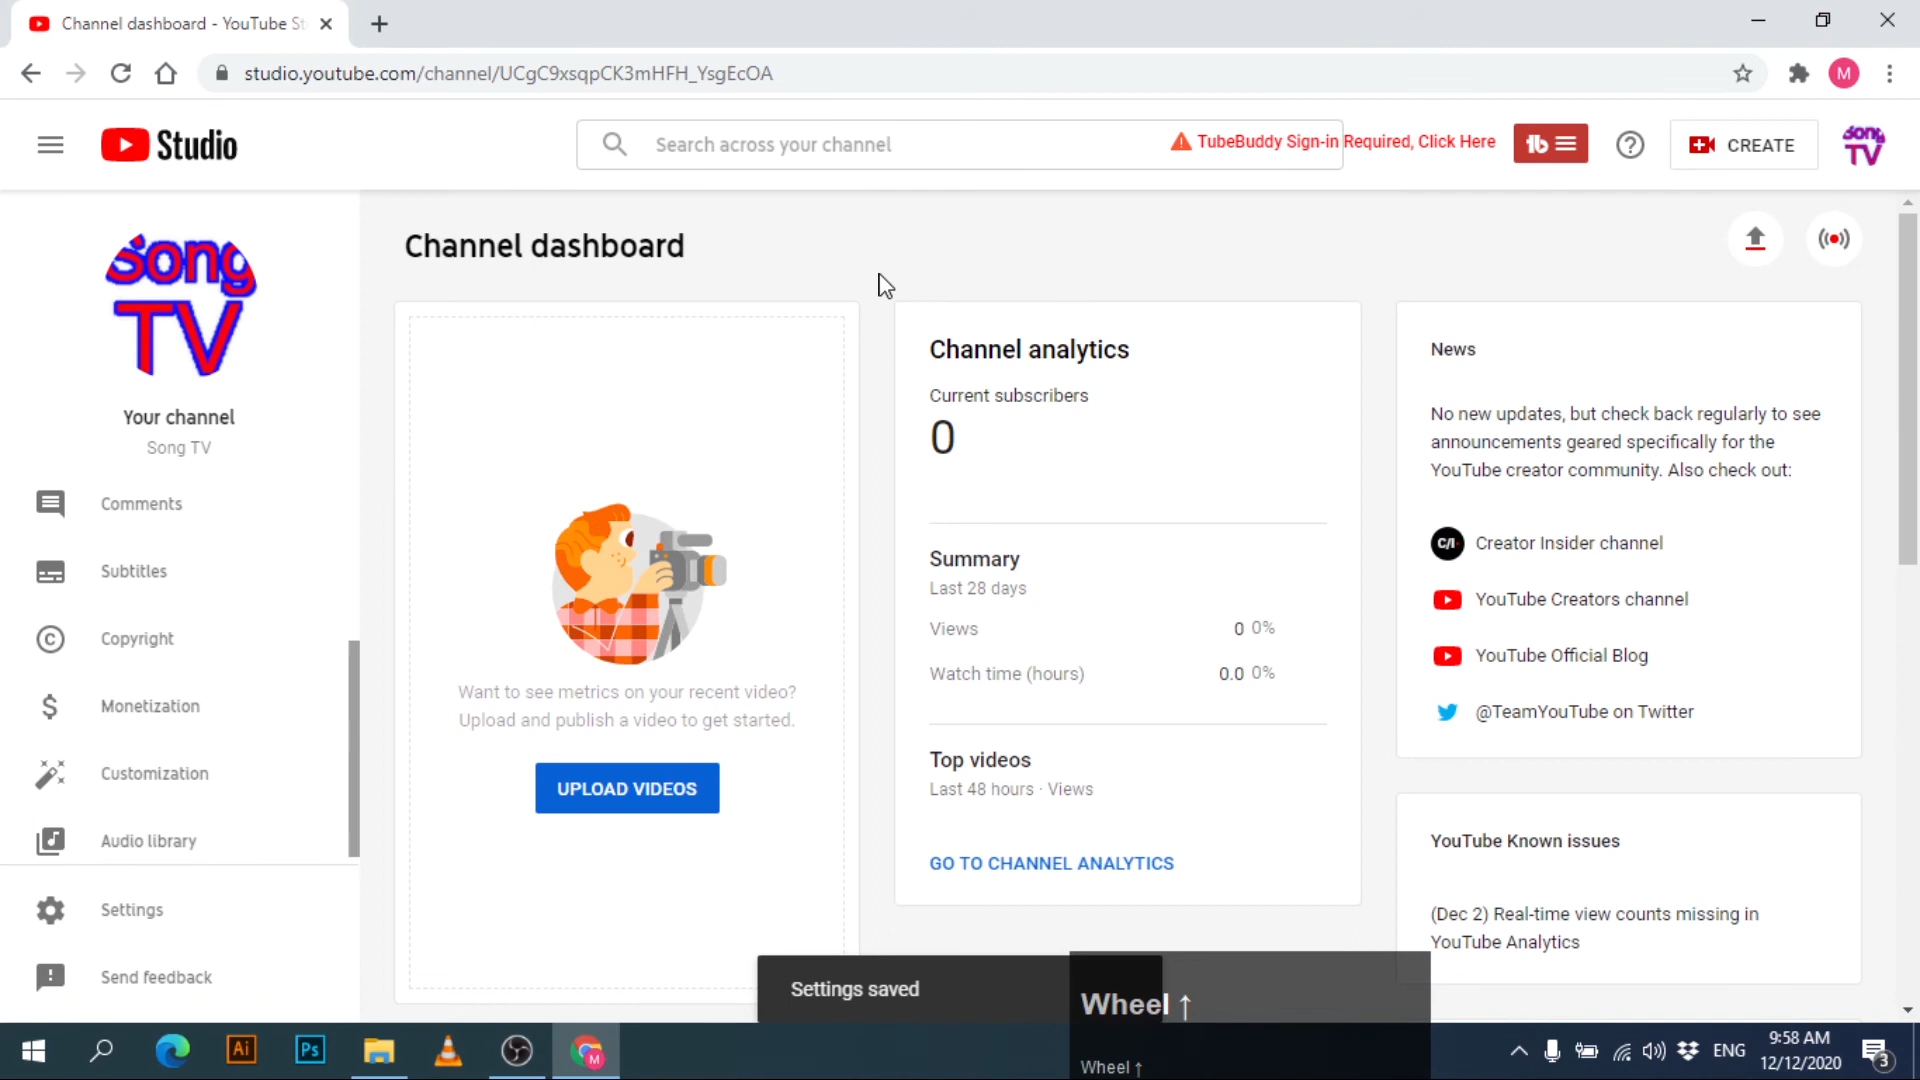 Channel dashboard - YouTube St
studio.youtube.com/channel/UCgC9xsqpCK3mHFH_YsgEcOA
M
Studio
Search across your channel
TubeBuddy Sign-in Required, Click Here
CREATE
Song
TV
Song
TV
Your channel
Song TV
Comments
Subtitles
Copyright
Monetization
Customization
Audio library
Settings
Send feedback
Channel dashboard
Want to see metrics on your recent video?
Upload and publish a video to get started.
UPLOAD VIDEOS
Channel analytics
Current subscribers
0
Summary
Last 28 days
Views 0 0%
Watch time (hours) 0.0 0%
Top videos
Last 48 hours · Views
GO TO CHANNEL ANALYTICS
News
No new updates, but check back regularly to see
announcements geared specifically for the
YouTube creator community. Also check out:
C/I
Creator Insider channel
YouTube Creators channel
YouTube Official Blog
@TeamYouTube on Twitter
YouTube Known issues
(Dec 2) Real-time view counts missing in
YouTube Analytics
Settings saved
Wheel ↑
Wheel ↑
Ai
Ps
M
ENG
9:58 AM
12/12/2020
3